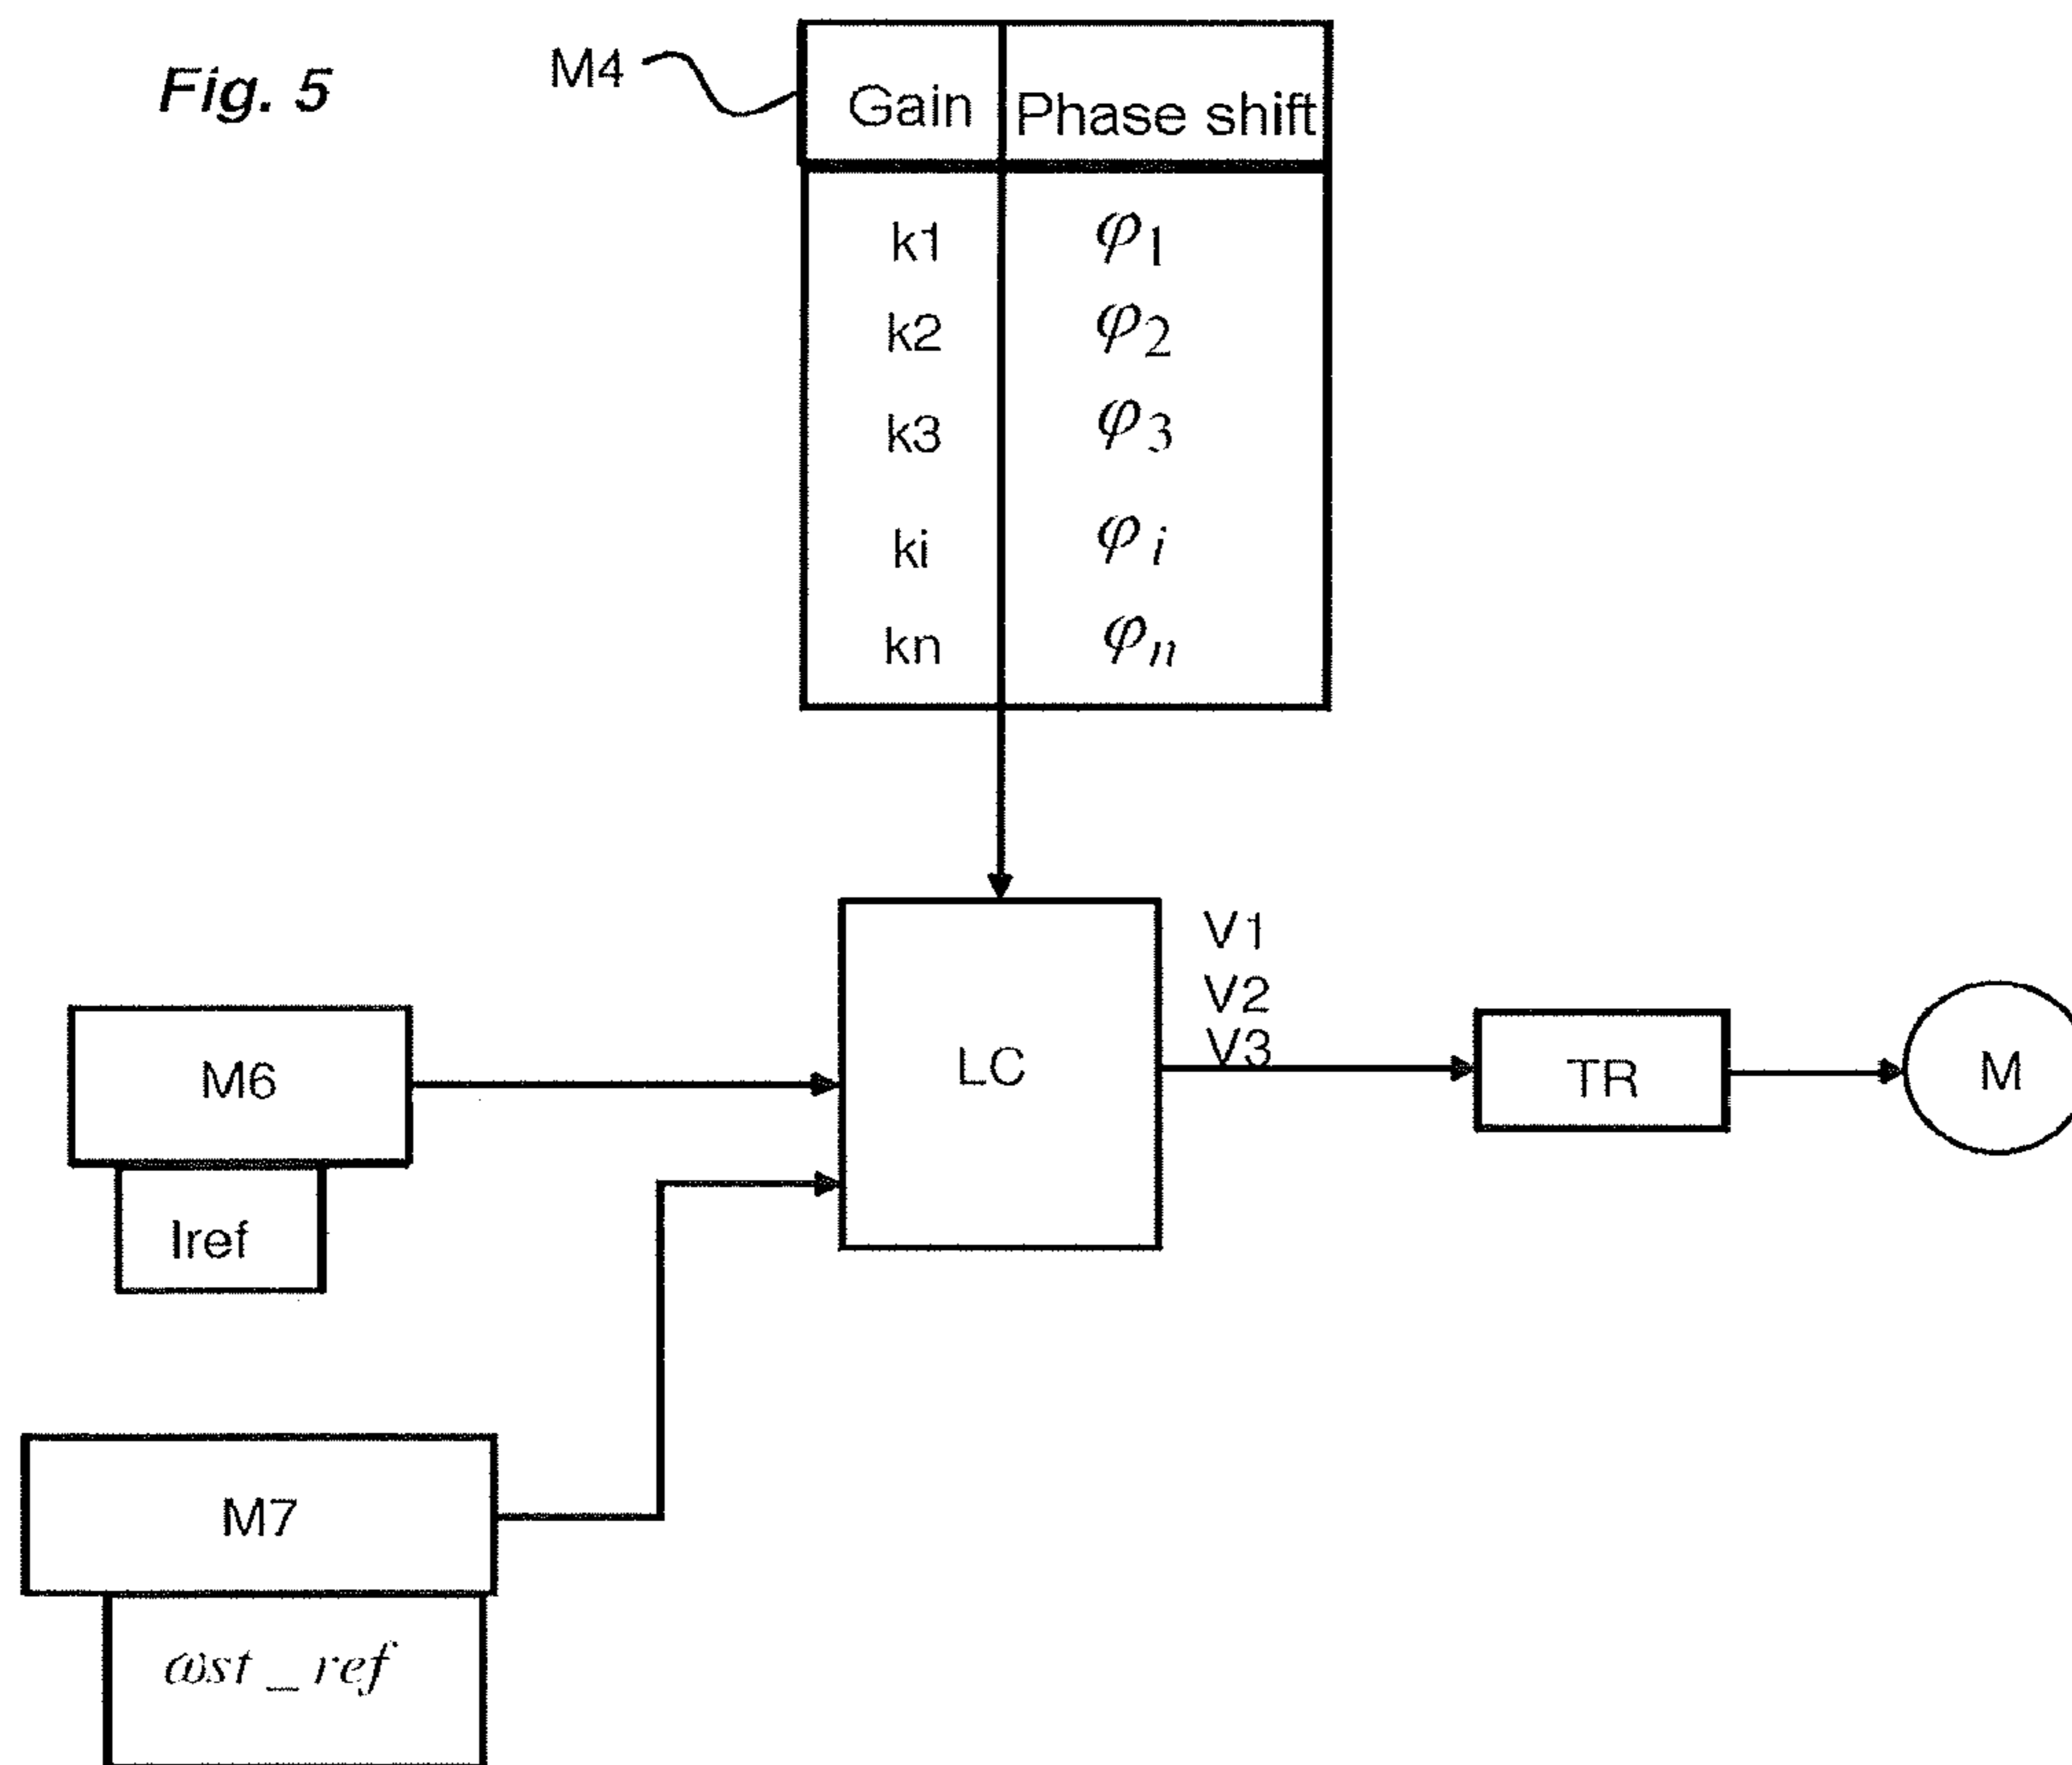 Fig. 5
M4
Gain Phase shift
k1 φ1
k2 φ2
k3 φ3
ki φi
kn φn
V1
V2
V3
M6
LC
TR
M
Iref
M7
ωst_ref